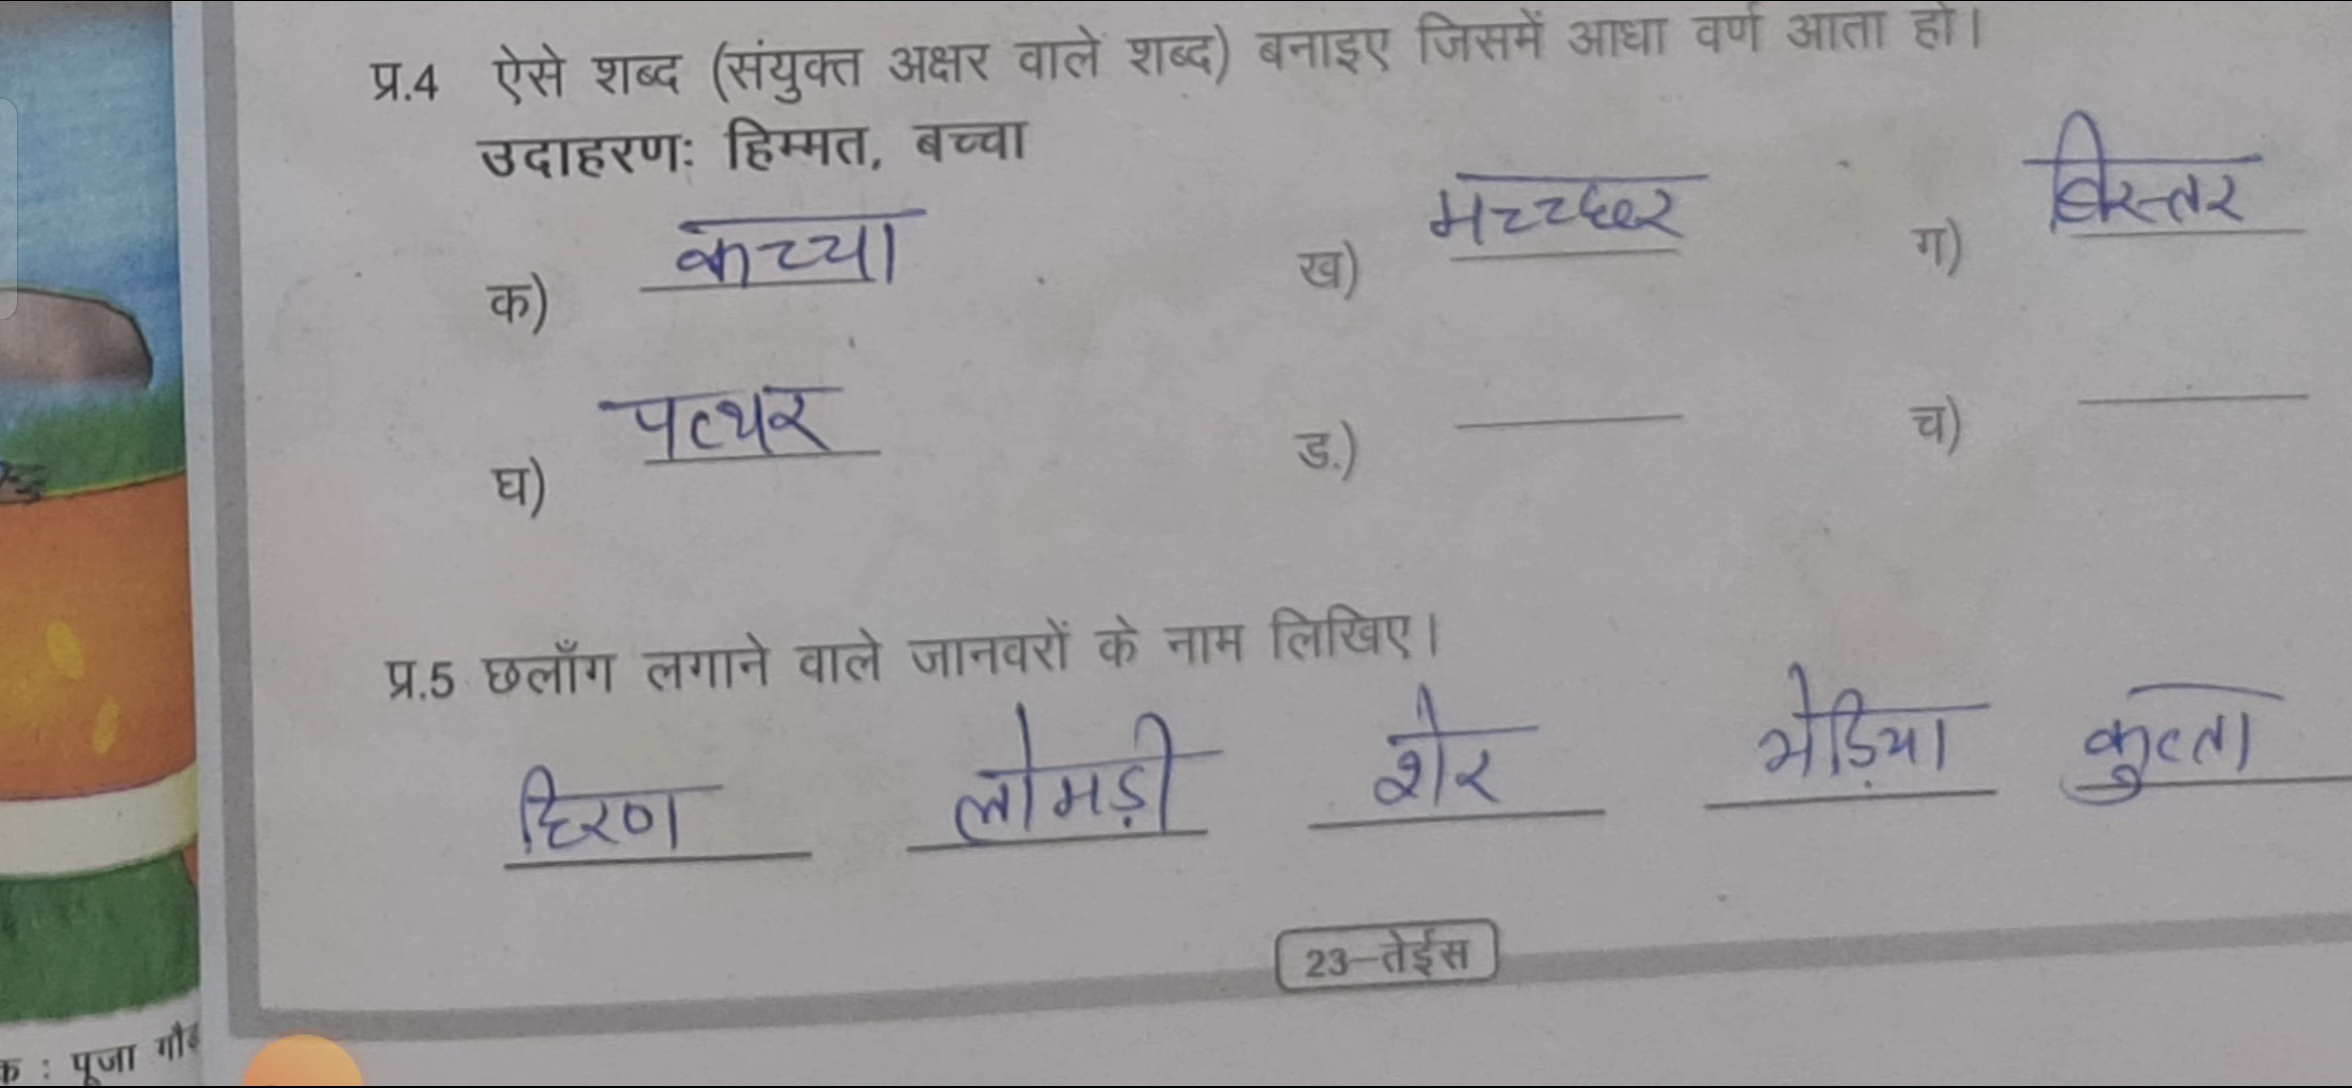 प्र.4 ऐसे शब्द (संयुक्त अक्षर वाले शब्द) बनाइए जिसमें आधा वर्ण आता हो।
उदाहरणः हिम्मत, बच्चा
क) कच्चा ख) मच्च्छर ग) बिस्तर
घ) पत्थर ड.) च)
प्र.5 छलाँग लगाने वाले जानवरों के नाम लिखिए।
हिरण लोमड़ी शेर भेड़िया कुत्ता
23–तेईस
क : पूजा